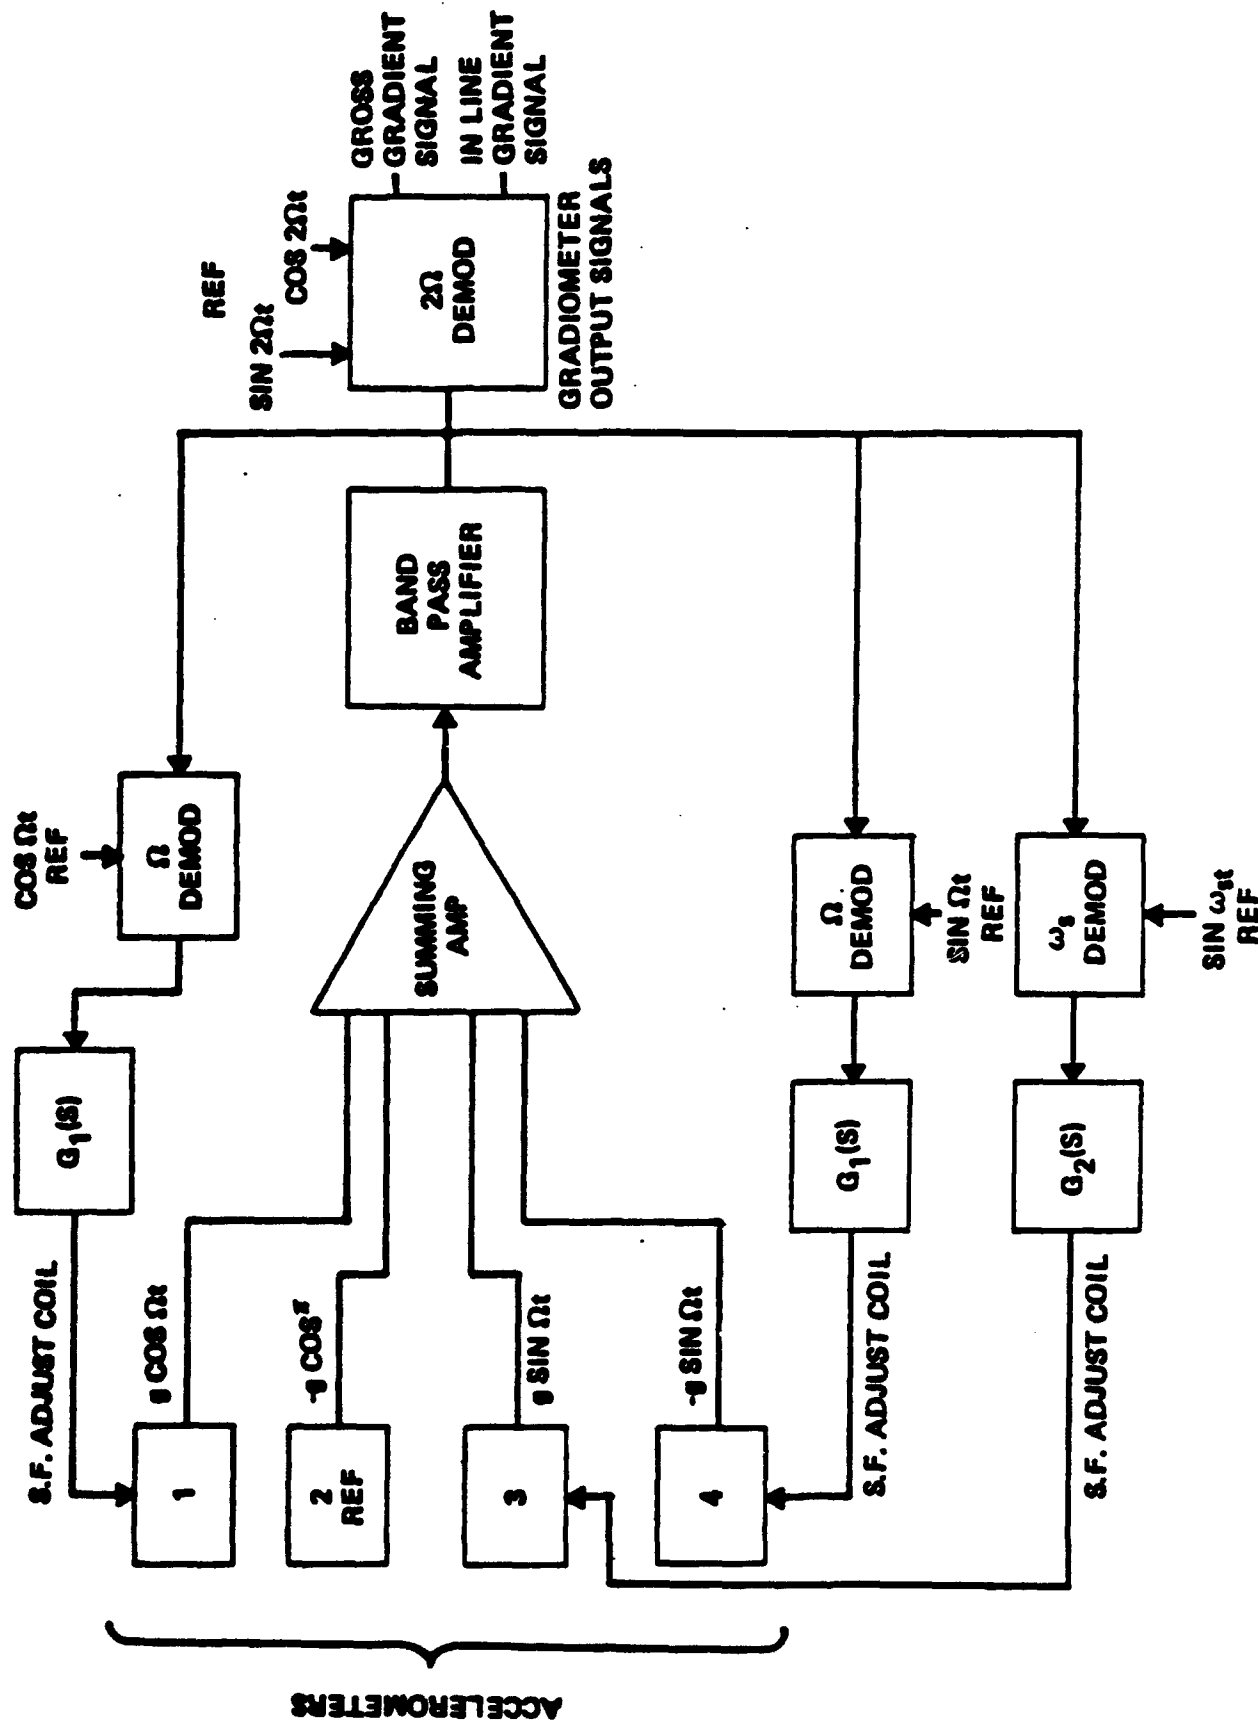 ACCELEROMETERS
S.F. ADJUST COIL
G₁(S)
COS Ωt
REF
Ω
DEMOD
1
g COS Ωt
2
REF
-g COSπ
3
g SIN Ωt
4
-g SIN Ωt
SUMMING
AMP
BAND
PASS
AMPLIFIER
REF
SIN 2Ωt
COS 2Ωt
2Ω
DEMOD
GROSS
GRADIENT
SIGNAL
IN LINE
GRADIENT
SIGNAL
GRADIOMETER
OUTPUT SIGNALS
S.F. ADJUST COIL
G₁(S)
Ω
DEMOD
SIN Ωt
REF
S.F. ADJUST COIL
G₂(S)
ωs
DEMOD
SIN ωst
REF